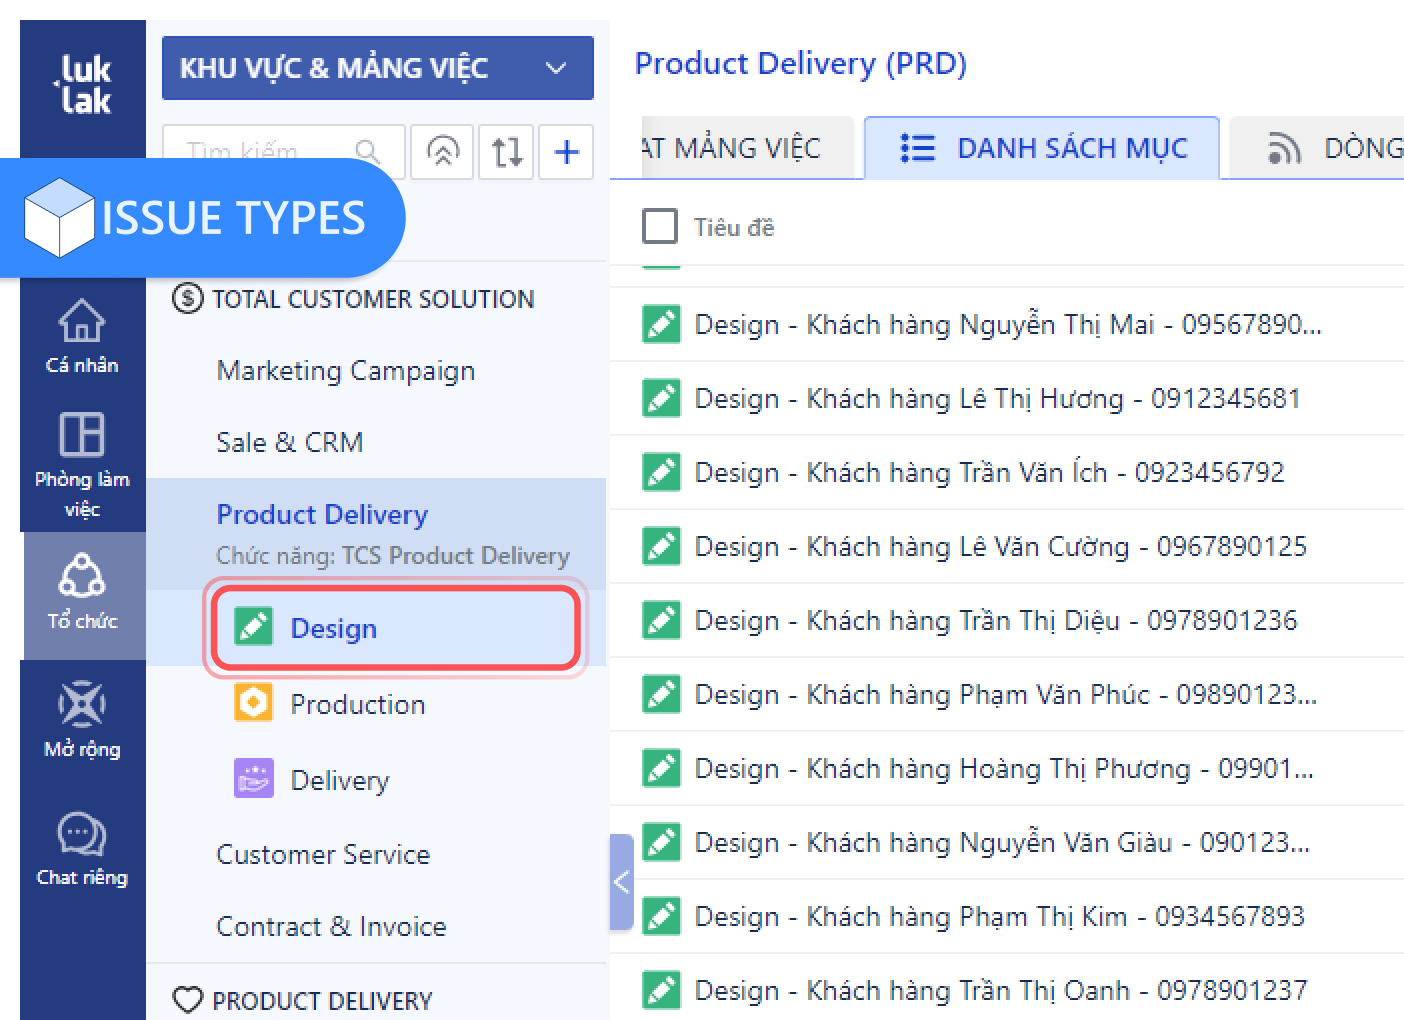 luk
lak
KHU VỰC & MẢNG VIỆC
Tìm kiếm
ISSUE TYPES
Cá nhân
Phòng làm
việc
Tổ chức
Mở rộng
Chat riêng
TOTAL CUSTOMER SOLUTION
Marketing Campaign
Sale & CRM
Product Delivery
Chức năng: TCS Product Delivery
Design
Production
Delivery
Customer Service
Contract & Invoice
PRODUCT DELIVERY
Product Delivery (PRD)
ẠT MẢNG VIỆC
DANH SÁCH MỤC
DÒNG
Tiêu đề
Design - Khách hàng Nguyễn Thị Mai - 09567890...
Design - Khách hàng Lê Thị Hương - 0912345681
Design - Khách hàng Trần Văn Ích - 0923456792
Design - Khách hàng Lê Văn Cường - 0967890125
Design - Khách hàng Trần Thị Diệu - 0978901236
Design - Khách hàng Phạm Văn Phúc - 09890123...
Design - Khách hàng Hoàng Thị Phương - 09901...
Design - Khách hàng Nguyễn Văn Giàu - 090123...
Design - Khách hàng Phạm Thị Kim - 0934567893
Design - Khách hàng Trần Thị Oanh - 0978901237